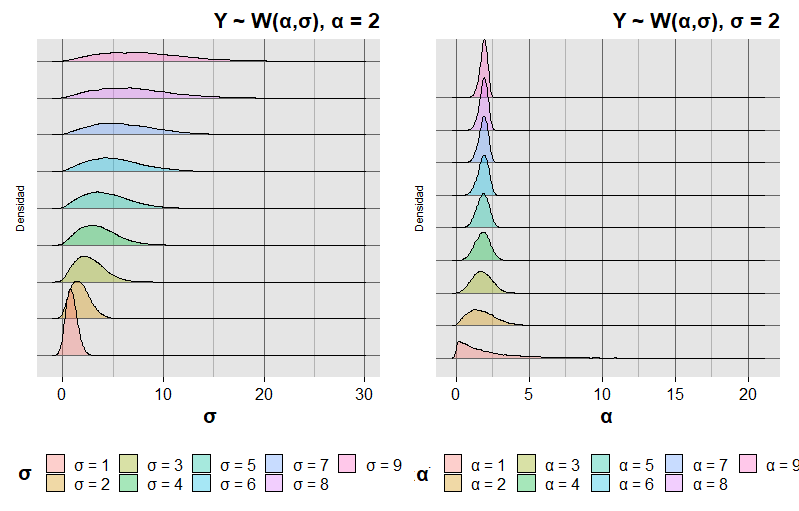 Y ~ W(α,σ), α = 2
Densidad
0 10 20 30
σ
σ σ = 1 σ = 3 σ = 5 σ = 7 σ = 9
σ = 2 σ = 4 σ = 6 σ = 8
Y ~ W(α,σ), σ = 2
Densidad
0 5 10 15 20
α
α α = 1 α = 3 α = 5 α = 7 α = 9
α = 2 α = 4 α = 6 α = 8